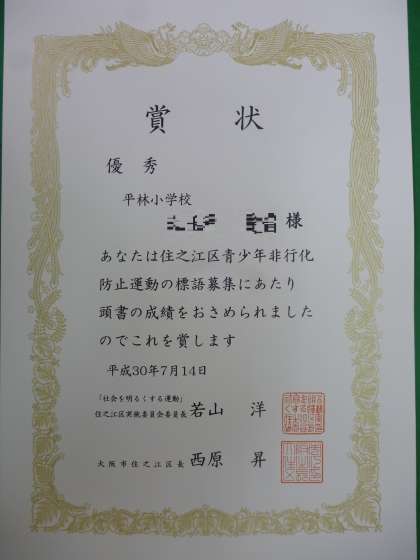 賞状
優秀
平林小学校
様
あなたは住之江区青少年非行化
防止運動の標語募集にあたり
頭書の成績をおさめられました
のでこれを賞します
平成30年7月14日
「社会を明るくする運動」
住之江区実施委員会委員長 若山 洋
大阪市住之江区長 西原 昇